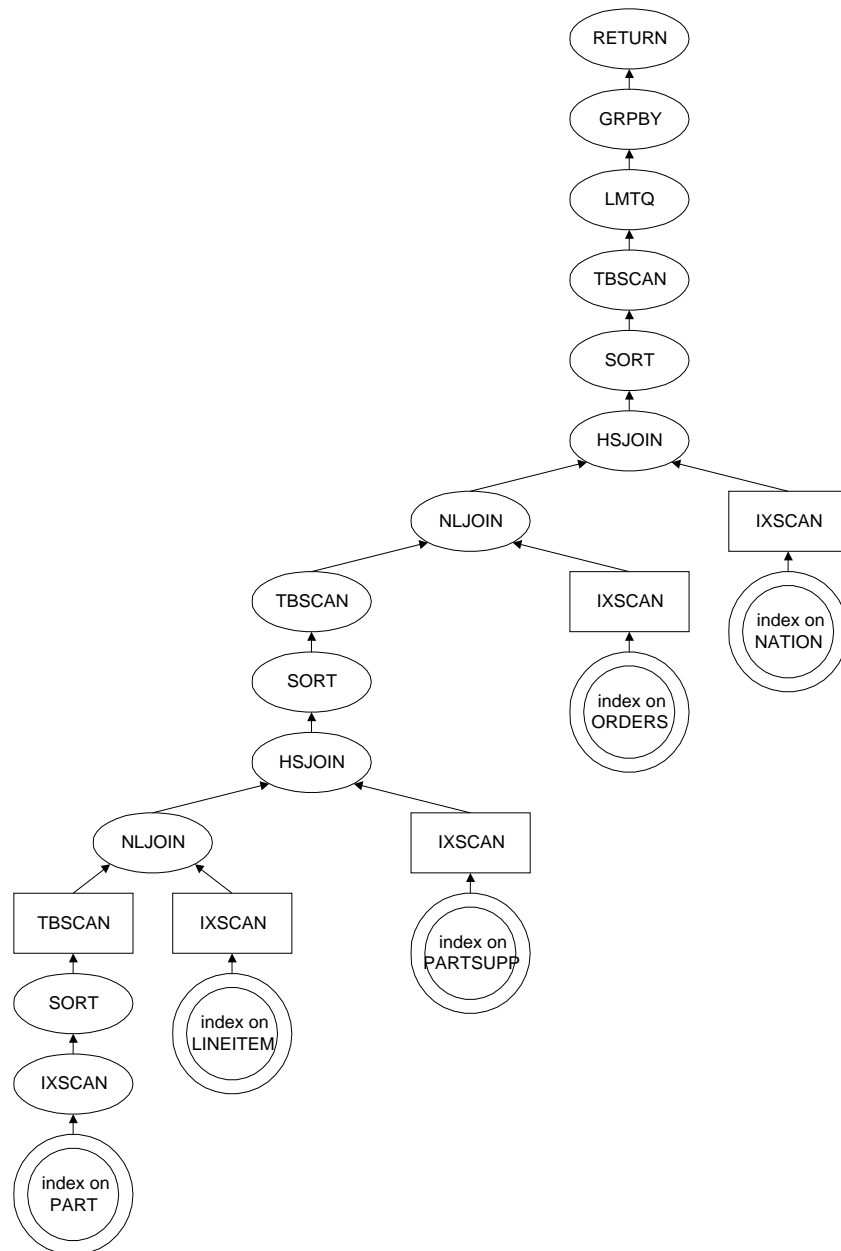 RETURN
GRPBY
LMTQ
TBSCAN
SORT
HSJOIN
NLJOIN
IXSCAN
TBSCAN
IXSCAN
index on
NATION
SORT
index on
ORDERS
HSJOIN
NLJOIN
IXSCAN
TBSCAN
IXSCAN
index on
PARTSUPP
SORT
index on
LINEITEM
IXSCAN
index on
PART